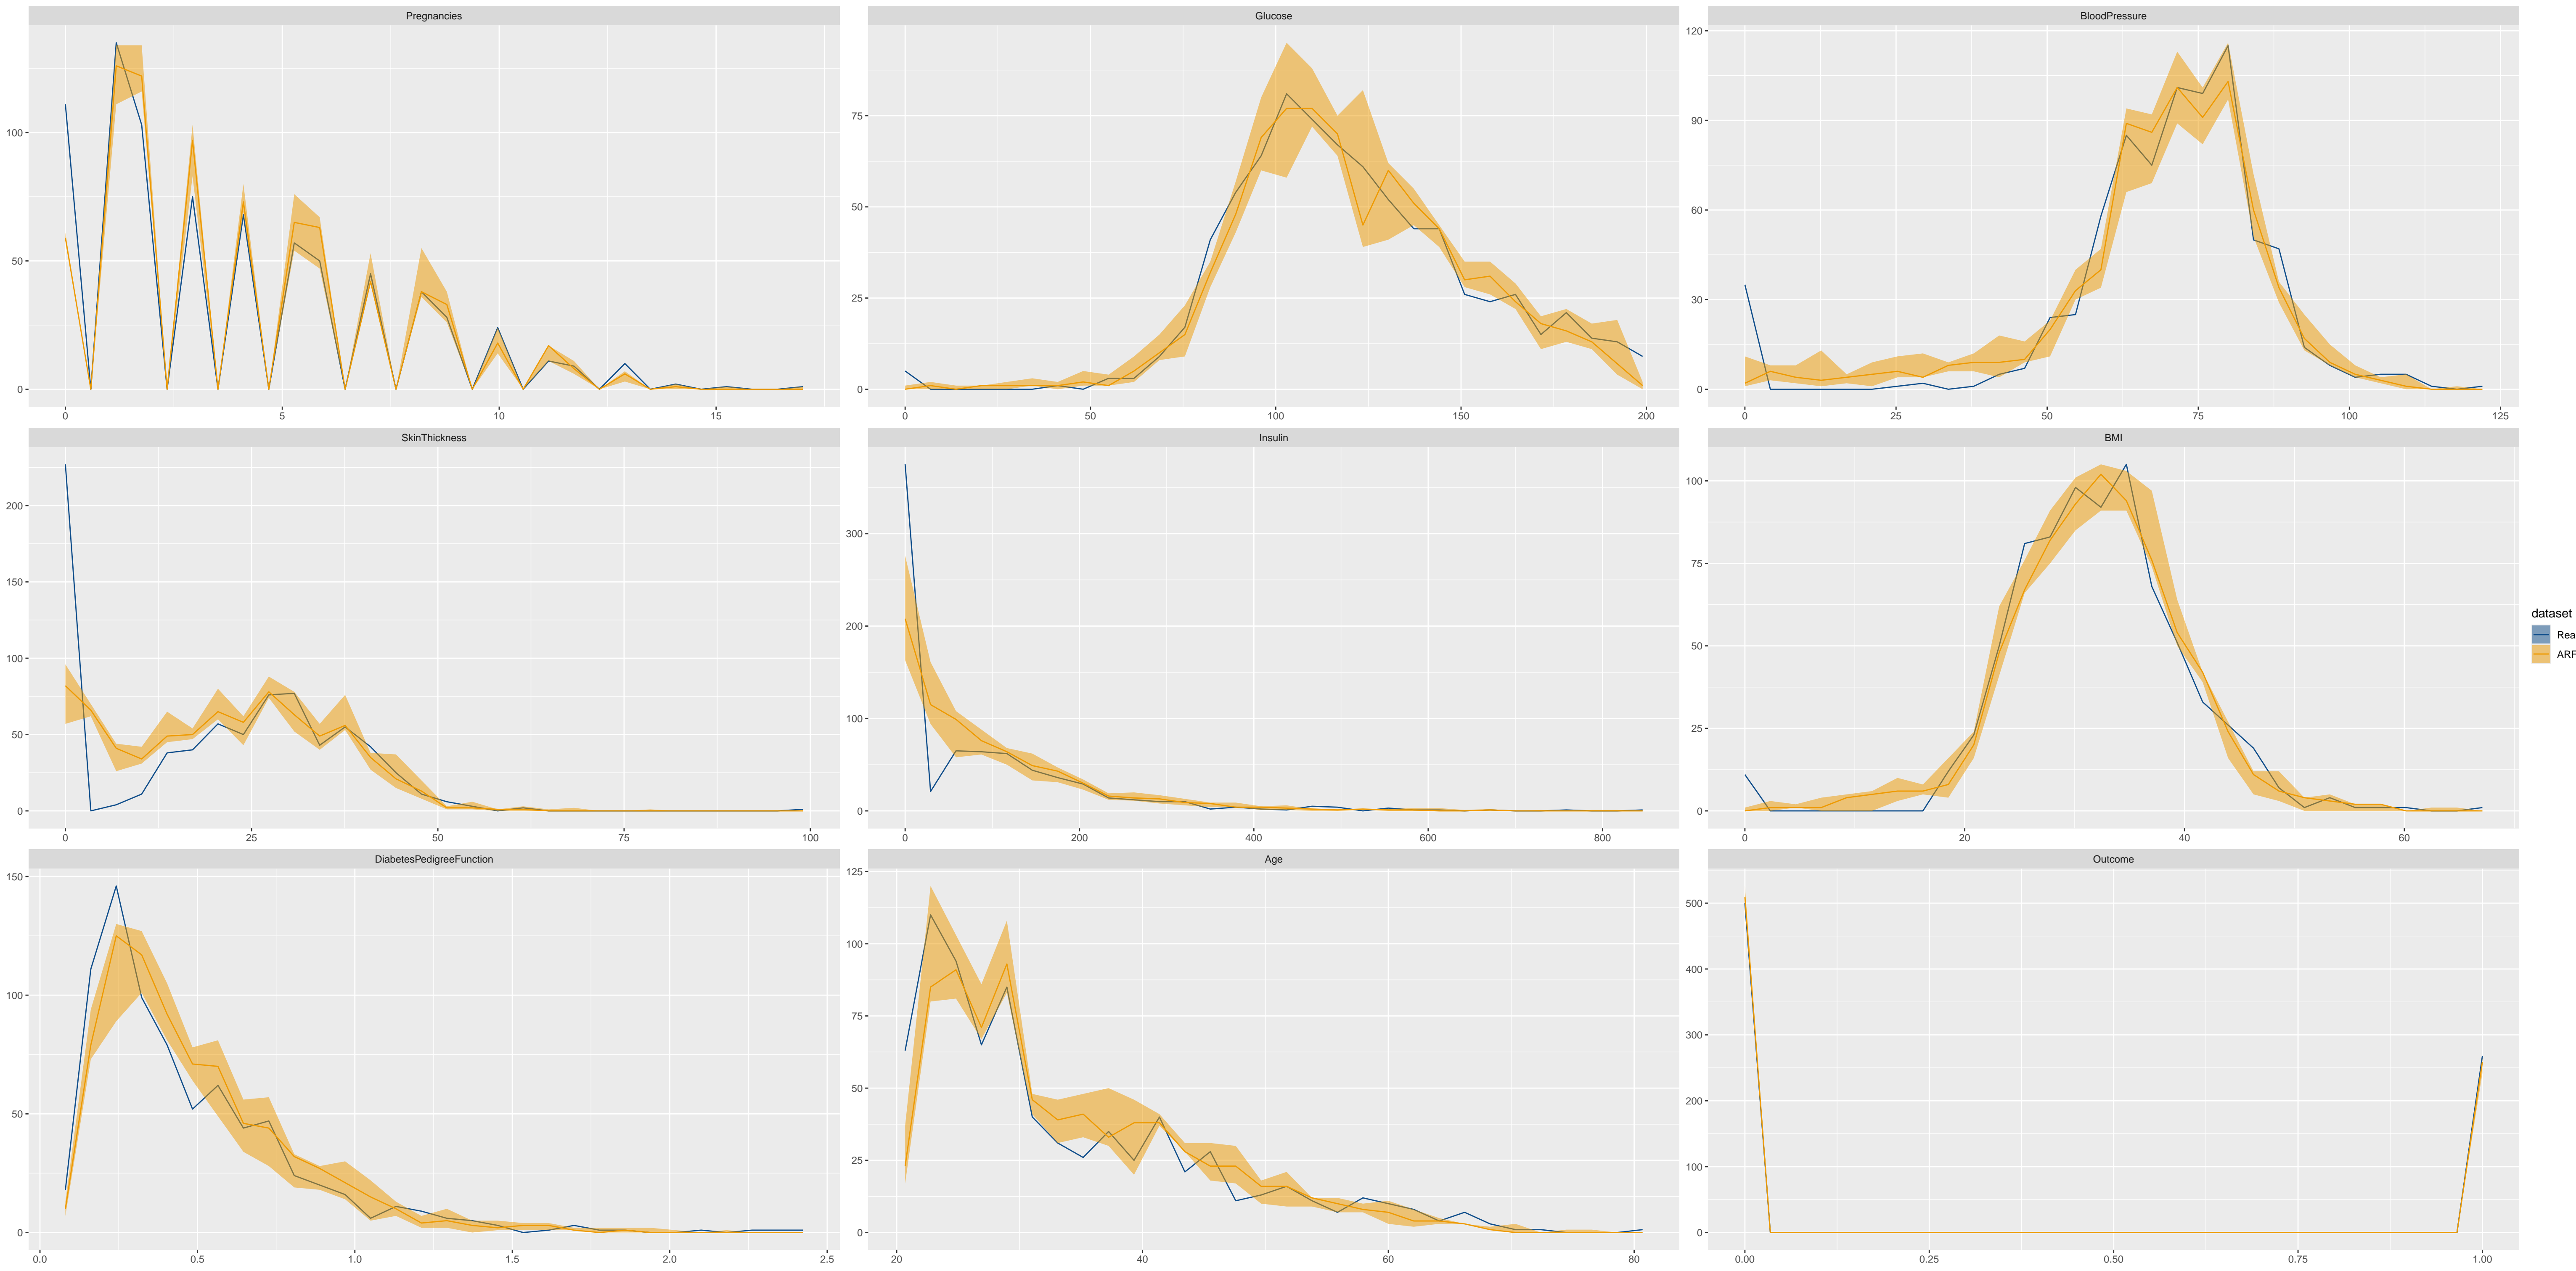 Pregnancies
Glucose
BloodPressure
100
50
0
0 5 10 15
75
50
25
0
0 50 100 150 200
120
90
60
30
0
0 25 50 75 100 125
SkinThickness
Insulin
BMI
200
150
100
50
0
0 25 50 75 100
300
200
100
0
0 200 400 600 800
100
75
50
25
0
0 20 40 60
dataset
Rea
ARF
DiabetesPedigreeFunction
Age
Outcome
150
100
50
0
0.0 0.5 1.0 1.5 2.0 2.5
125
100
75
50
25
0
20 40 60 80
500
400
300
200
100
0
0.00 0.25 0.50 0.75 1.00